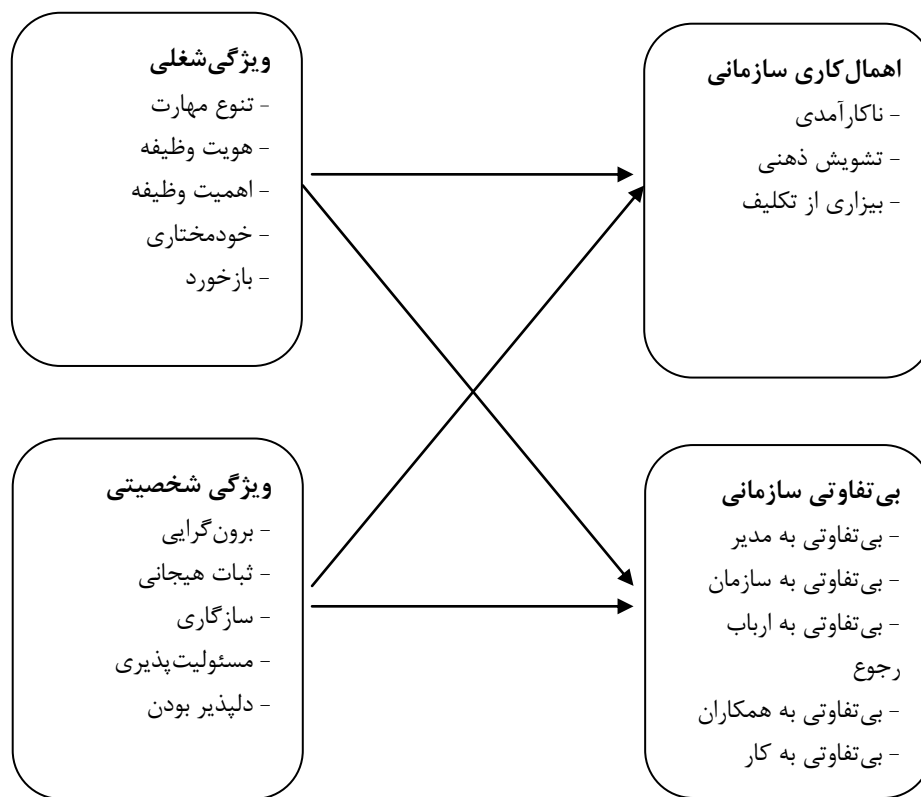 ویژگی‌شغلی
- تنوع مهارت
- هویت وظیفه
- اهمیت وظیفه
- خودمختاری
- بازخورد
اهمال‌کاری سازمانی
- ناکارآمدی
- تشویش ذهنی
- بیزاری از تکلیف
ویژگی شخصیتی
- برون‌گرایی
- ثبات هیجانی
- سازگاری
- مسئولیت‌پذیری
- دلپذیر بودن
بی‌تفاوتی سازمانی
- بی‌تفاوتی به مدیر
- بی‌تفاوتی به سازمان
- بی‌تفاوتی به ارباب
رجوع
- بی‌تفاوتی به همکاران
- بی‌تفاوتی به کار